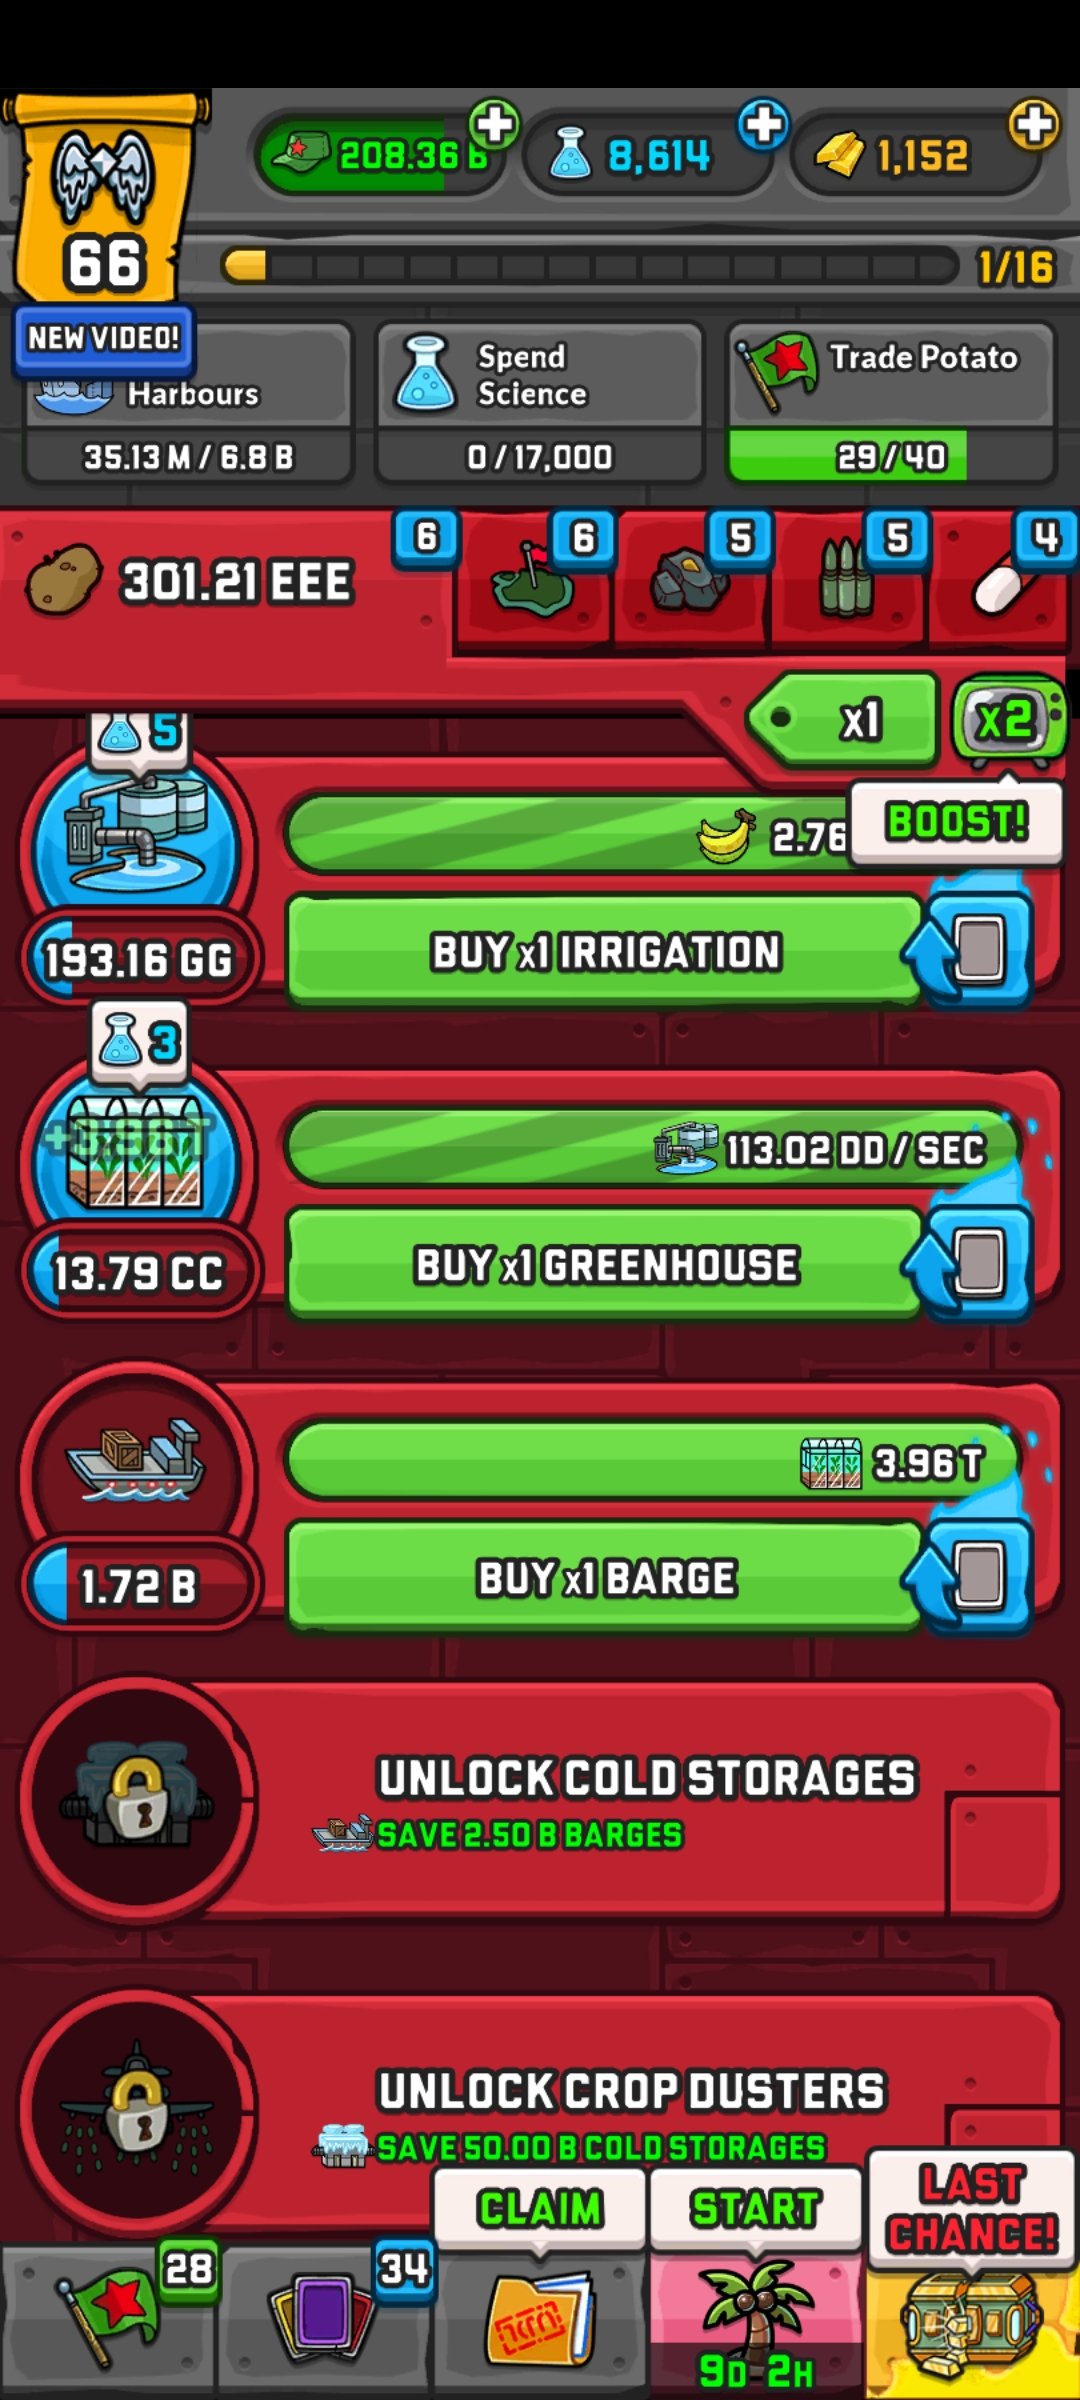 208.36 B
8,614
1,152
66
1/16
NEW VIDEO!
Harbours
35.13 M / 6.8 B
Spend
Science
0 / 17,000
Trade Potato
29 / 40
301.21 EEE
6
6
5
5
4
x1
x2
BOOST!
5
2.76
193.16 GG
BUY x1 IRRIGATION
3
113.02 DD / SEC
13.79 CC
BUY x1 GREENHOUSE
3.96 T
1.72 B
BUY x1 BARGE
UNLOCK COLD STORAGES
SAVE 2.50 B BARGES
UNLOCK CROP DUSTERS
SAVE 50.00 B COLD STORAGES
CLAIM
START
LAST
CHANCE!
28
34
9D 2H